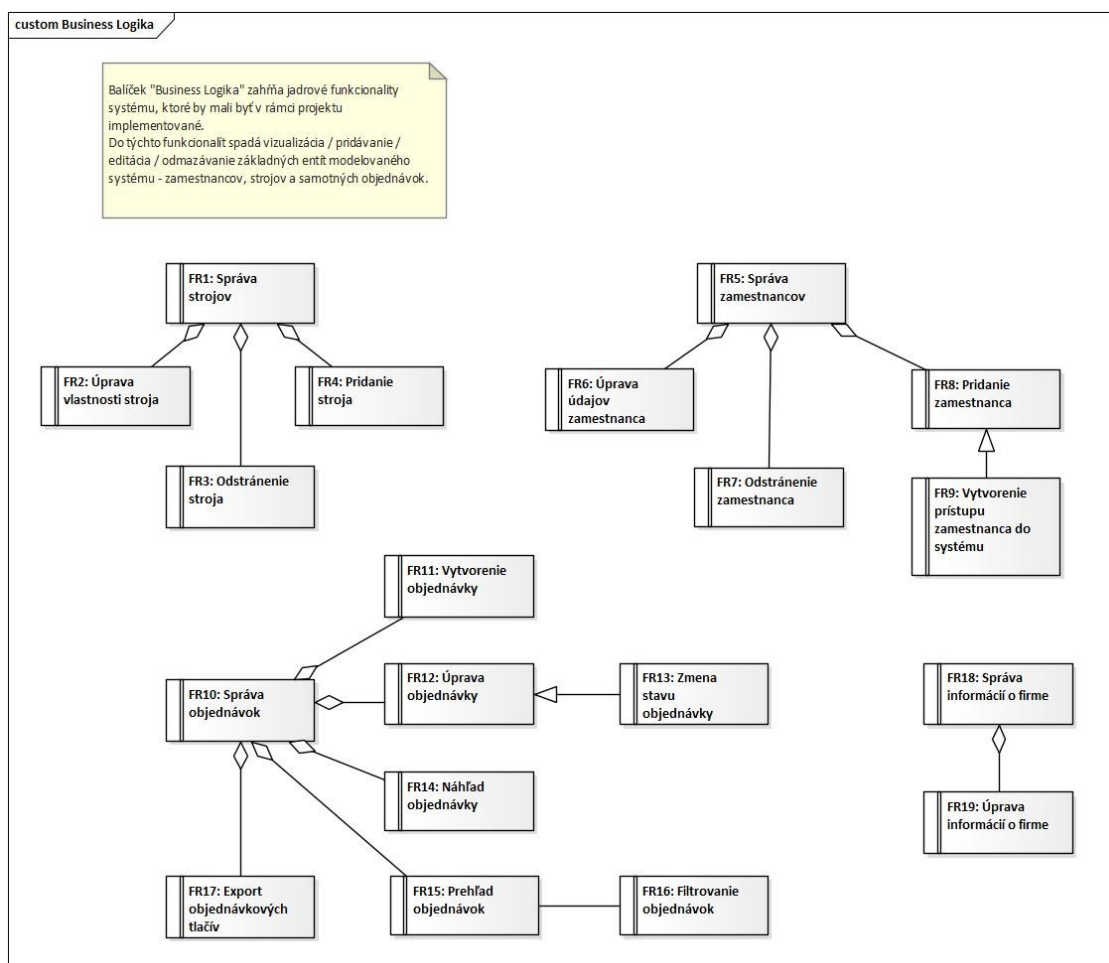 custom Business Logika
Balíček "Business Logika" zahŕňa jadrové funkcionality
systému, ktoré by mali byť v rámci projektu
implementované.
Do týchto funkcionalít spadá vizualizácia / pridávanie /
editácia / odmazávanie základných entít modelovaného
systému - zamestnancov, strojov a samotných objednávok.
FR1: Správa
strojov
FR5: Správa
zamestnancov
FR2: Úprava
vlastnosti stroja
FR4: Pridanie
stroja
FR6: Úprava
údajov
zamestnanca
FR8: Pridanie
zamestnanca
FR3: Odstránenie
stroja
FR7: Odstránenie
zamestnanca
FR9: Vytvorenie
prístupu
zamestnanca do
systému
FR11: Vytvorenie
objednávky
FR10: Správa
objednávok
FR12: Úprava
objednávky
FR13: Zmena
stavu
objednávky
FR18: Správa
informácií o firme
FR14: Náhľad
objednávky
FR19: Úprava
informácií o firme
FR17: Export
objednávkových
tlačív
FR15: Prehľad
objednávok
FR16: Filtrovanie
objednávok